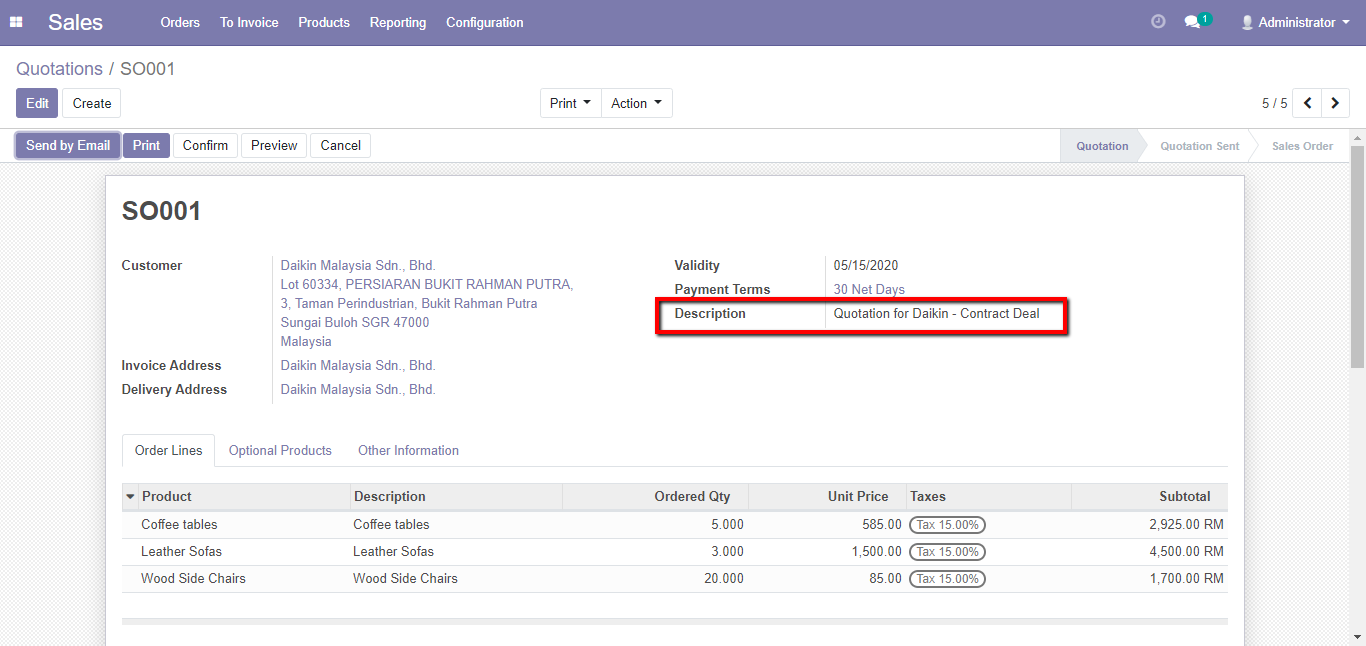 Sales Orders To Invoice Products Reporting Configuration 1 Administrator
Quotations / SO001
Edit Create Print Action 5 / 5
Send by Email Print Confirm Preview Cancel Quotation Quotation Sent Sales Order
SO001
Customer Daikin Malaysia Sdn., Bhd.
Lot 60334, PERSIARAN BUKIT RAHMAN PUTRA,
3, Taman Perindustrian, Bukit Rahman Putra
Sungai Buloh SGR 47000
Malaysia
Invoice Address Daikin Malaysia Sdn., Bhd.
Delivery Address Daikin Malaysia Sdn., Bhd.
Validity 05/15/2020
Payment Terms 30 Net Days
Description Quotation for Daikin - Contract Deal
Order Lines Optional Products Other Information
Product Description Ordered Qty Unit Price Taxes Subtotal
Coffee tables Coffee tables 5.000 585.00 Tax 15.00% 2,925.00 RM
Leather Sofas Leather Sofas 3.000 1,500.00 Tax 15.00% 4,500.00 RM
Wood Side Chairs Wood Side Chairs 20.000 85.00 Tax 15.00% 1,700.00 RM